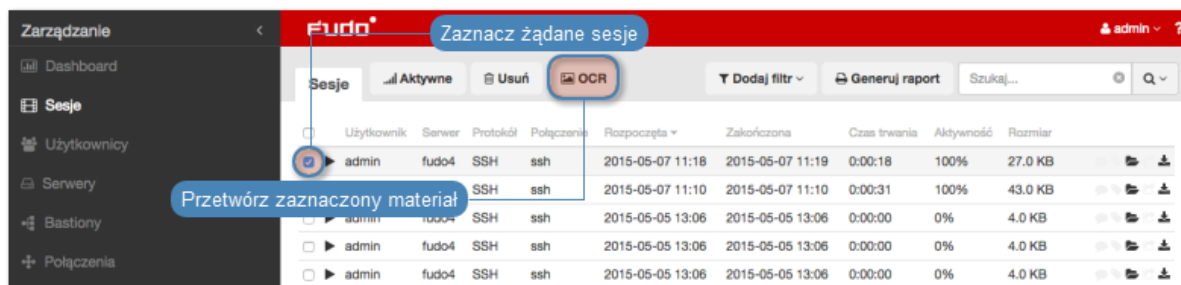 Zarządzanie
Fudo
Zaznacz żądane sesje
admin
?
Dashboard
Sesje
Aktywne
Usuń
OCR
Dodaj filtr
Generuj raport
Szukaj...
Sesje
Użytkownik Serwer Protokół Połączenie Rozpoczęta Zakończona Czas trwania Aktywność Rozmiar
Użytkownicy
admin fudo4 SSH ssh 2015-05-07 11:18 2015-05-07 11:19 0:00:18 100% 27.0 KB
Serwery
Przetwórz zaznaczony materiał
SSH ssh 2015-05-07 11:10 2015-05-07 11:10 0:00:31 100% 43.0 KB
Bastiony
admin fudo4 SSH ssh 2015-05-05 13:06 2015-05-05 13:06 0:00:00 0% 4.0 KB
admin fudo4 SSH ssh 2015-05-05 13:06 2015-05-05 13:06 0:00:00 0% 4.0 KB
Połączenia
admin fudo4 SSH ssh 2015-05-05 13:06 2015-05-05 13:06 0:00:00 0% 4.0 KB